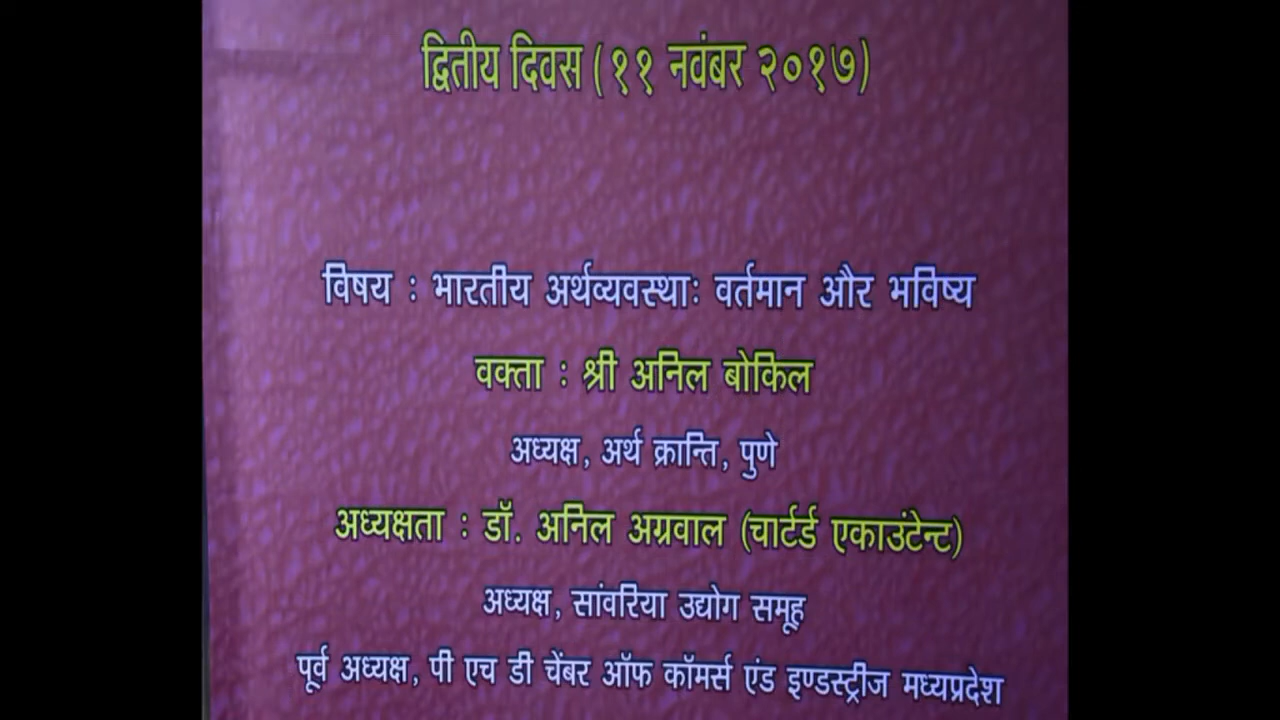 द्वितीय दिवस (११ नवंबर २०१७)
विषय : भारतीय अर्थव्यवस्थाः वर्तमान और भविष्य
वक्ता : श्री अनिल बोकिल
अध्यक्ष, अर्थ क्रान्ति, पुणे
अध्यक्षता : डॉ. अनिल अग्रवाल (चार्टर्ड एकाउंटेन्ट)
अध्यक्ष, सांवरिया उद्योग समूह
पूर्व अध्यक्ष, पी एच डी चेंबर ऑफ कॉमर्स एंड इण्डस्ट्रीज मध्यप्रदेश